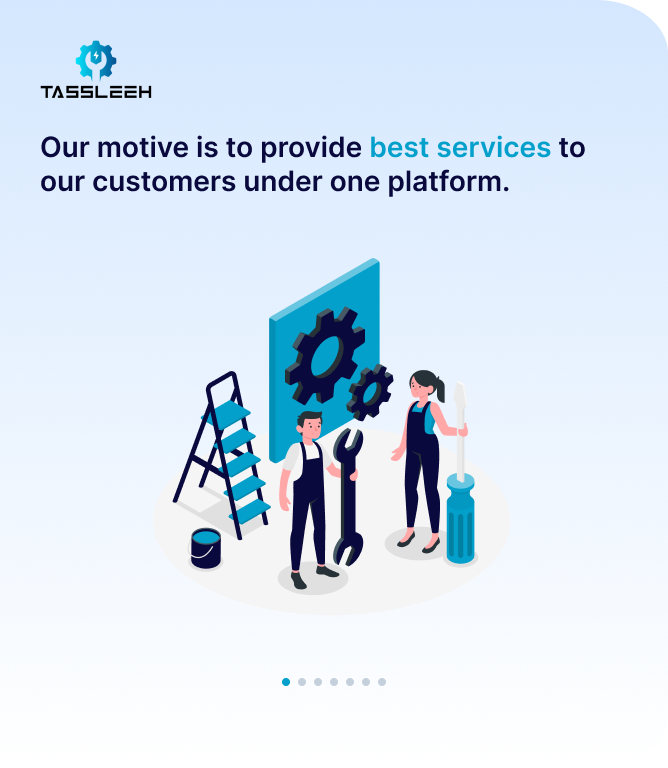 TASSLEEH
Our motive is to provide best services to
our customers under one platform.